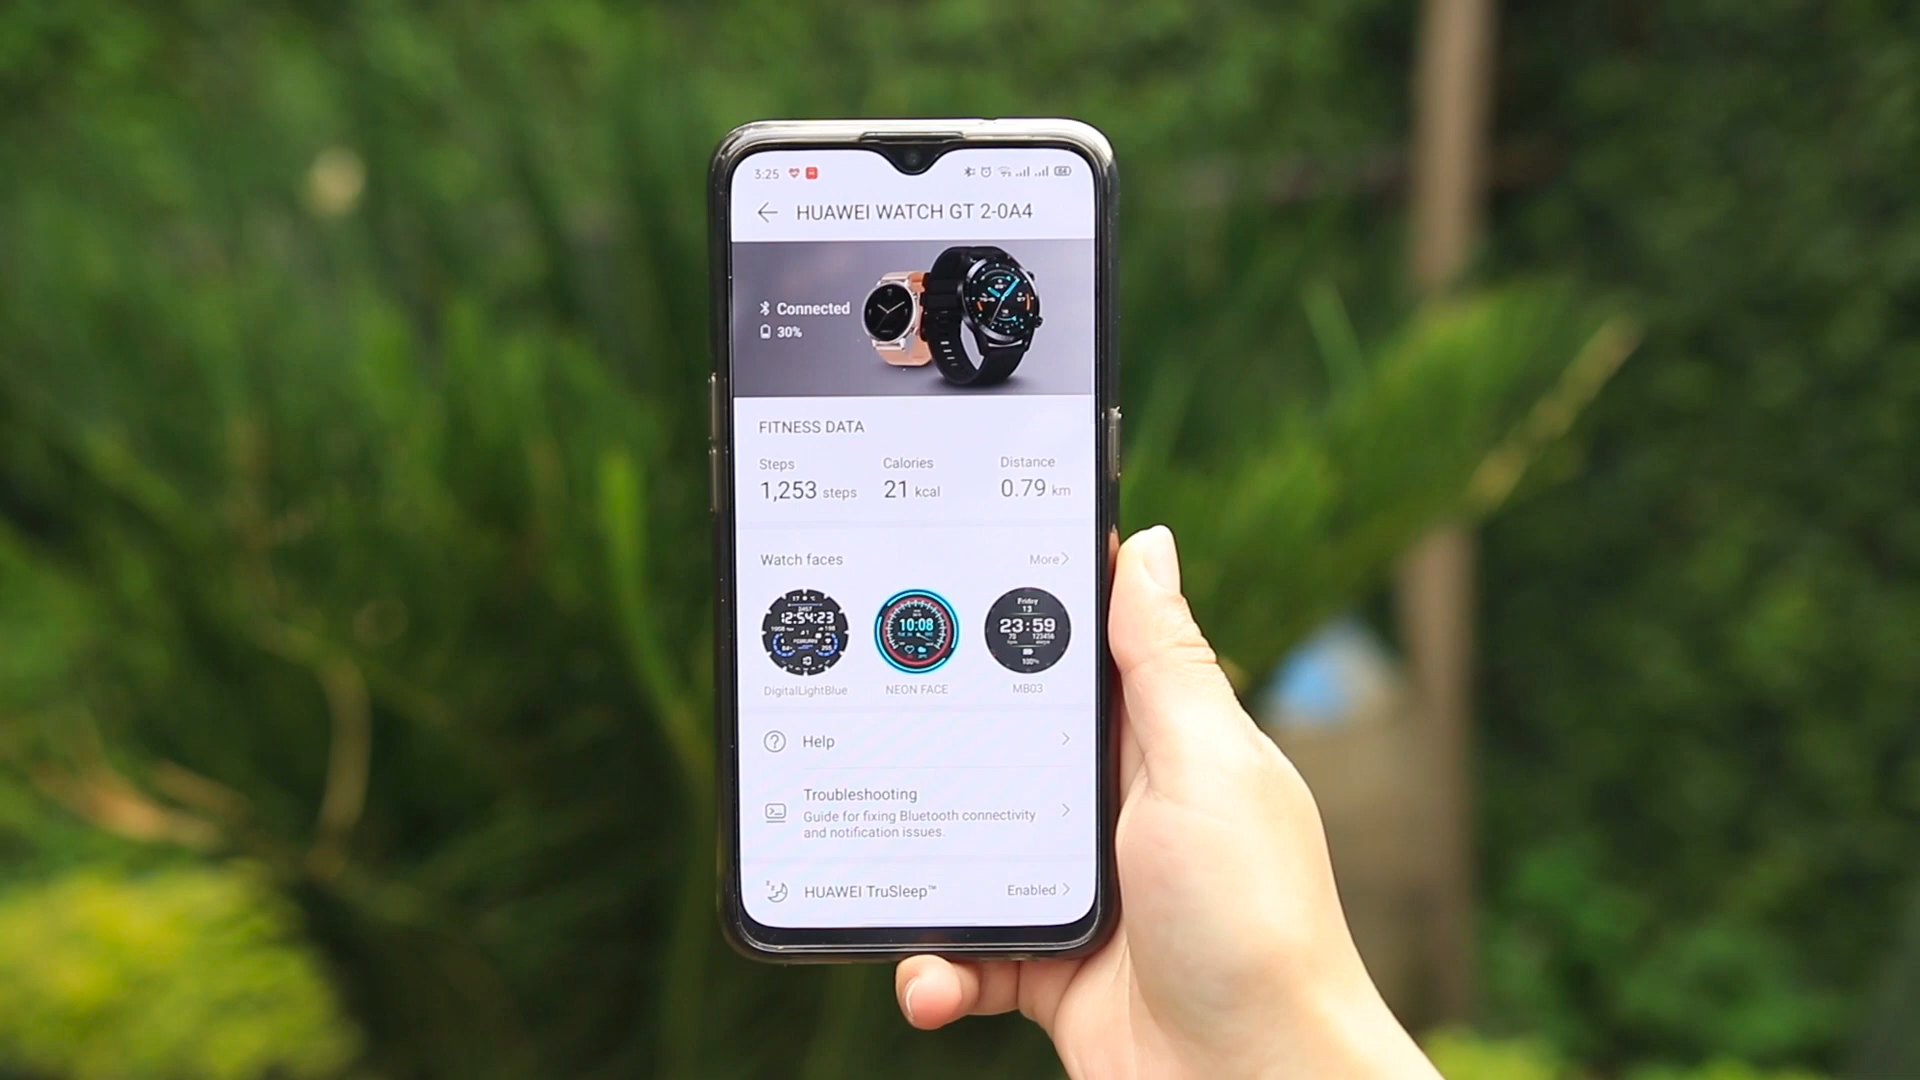 3:25
HUAWEI WATCH GT 2-0A4
Connected
30%
FITNESS DATA
Steps Calories Distance
1,253 steps 21 kcal 0.79 km
Watch faces More
12:54:23 10:08 Friday
13
23:59
DigitalLightBlue NEON FACE MB03
Help
Troubleshooting
Guide for fixing Bluetooth connectivity
and notification issues.
HUAWEI TruSleep™ Enabled